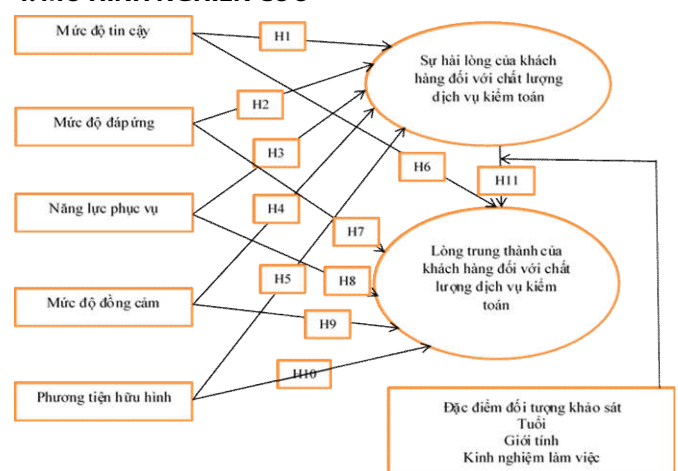 Mức độ tin cậy
H1
Sự hài lòng của khách
hàng đối với chất lượng
dịch vụ kiểm toán
H2
Mức độ đáp ứng
H3
H6
H11
Năng lực phục vụ
H4
H7
Lòng trung thành của
khách hàng đối với chất
lượng dịch vụ kiểm
toán
H5
H8
Mức độ đồng cảm
H9
H10
Phương tiện hữu hình
Đặc điểm đối tượng khảo sát
Tuổi
Giới tính
Kinh nghiệm làm việc